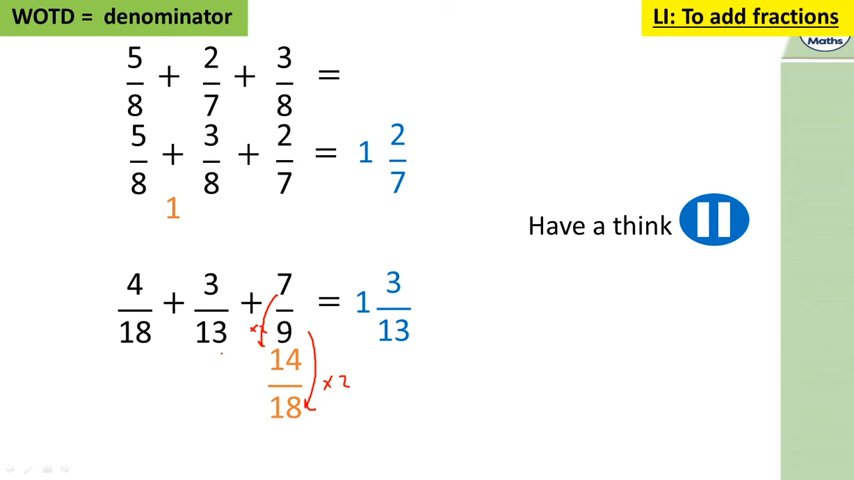 WOTD = denominator
LI: To add fractions
Maths
5/8 + 2/7 + 3/8 =
5/8 + 3/8 + 2/7 = 1 2/7
1
Have a think
4/18 + 3/13 + 7/9 = 1 3/13
×2
14/18
×2